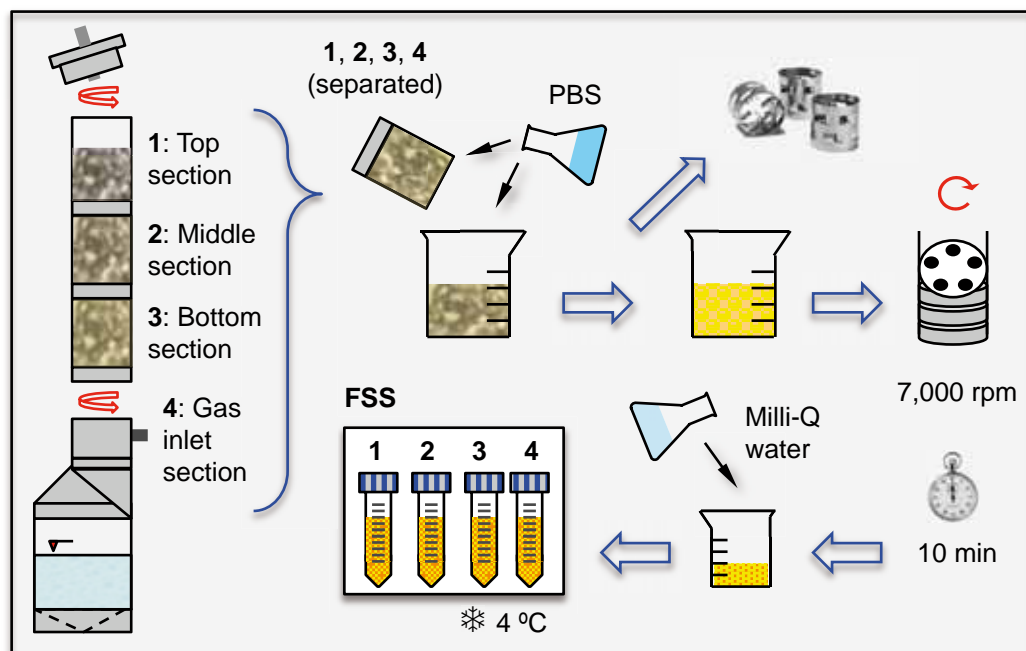 1: Top
section
2: Middle
section
3: Bottom
section
4: Gas
inlet
section
1, 2, 3, 4
(separated)
PBS
7,000 rpm
10 min
Milli-Q
water
FSS
1 2 3 4
4 ºC